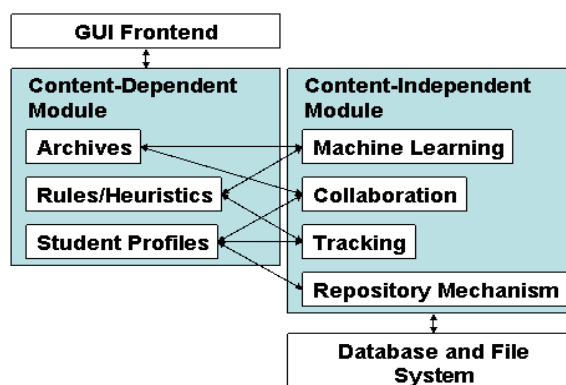 GUI Frontend
Content-Dependent
Module
Archives
Rules/Heuristics
Student Profiles
Content-Independent
Module
Machine Learning
Collaboration
Tracking
Repository Mechanism
Database and File
System